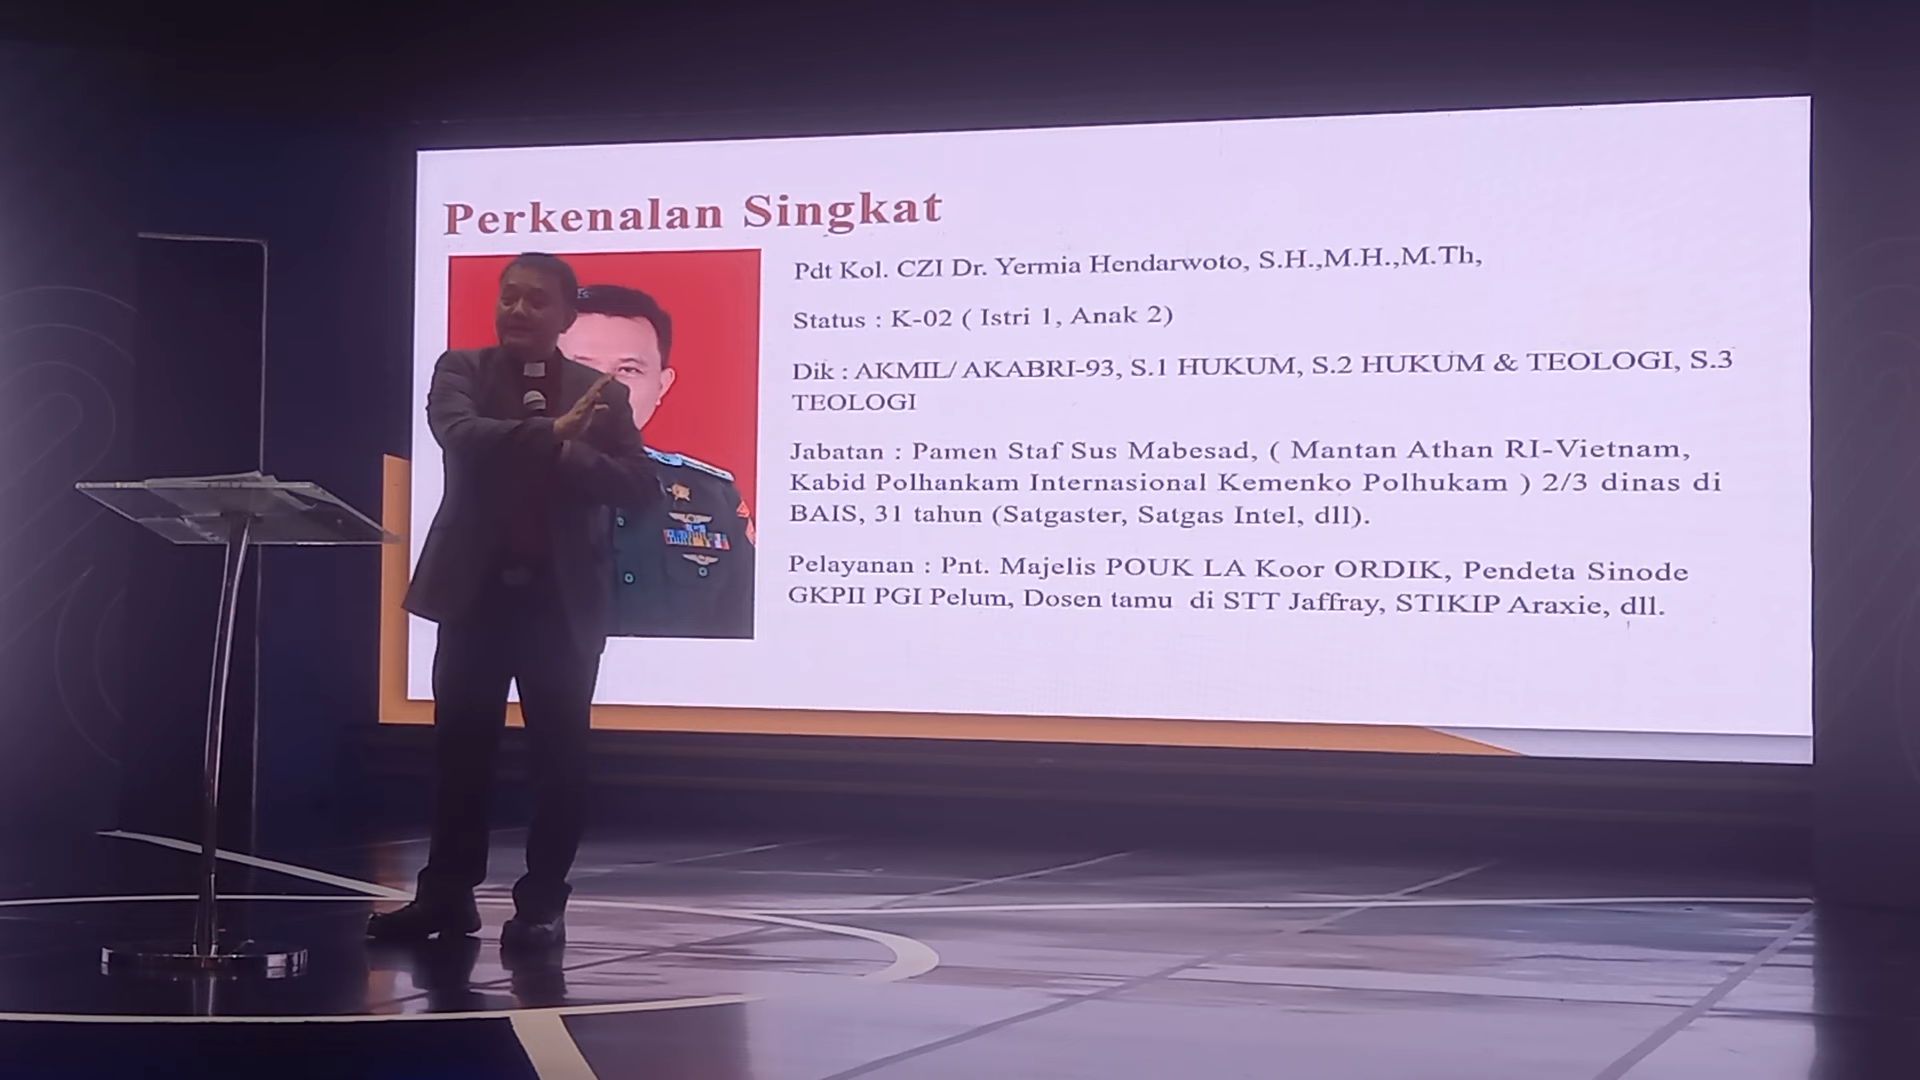 Perkenalan Singkat
Pdt Kol. CZI Dr. Yermia Hendarwoto, S.H.,M.H.,M.Th,
Status : K-02 ( Istri 1, Anak 2)
Dik : AKMIL/ AKABRI-93, S.1 HUKUM, S.2 HUKUM & TEOLOGI, S.3
TEOLOGI
Jabatan : Pamen Staf Sus Mabesad, ( Mantan Athan RI-Vietnam,
Kabid Polhankam Internasional Kemenko Polhukam ) 2/3 dinas di
BAIS, 31 tahun (Satgaster, Satgas Intel, dll).
Pelayanan : Pnt. Majelis POUK LA Koor ORDIK, Pendeta Sinode
GKPII PGI Pelum, Dosen tamu di STT Jaffray, STIKIP Araxie, dll.